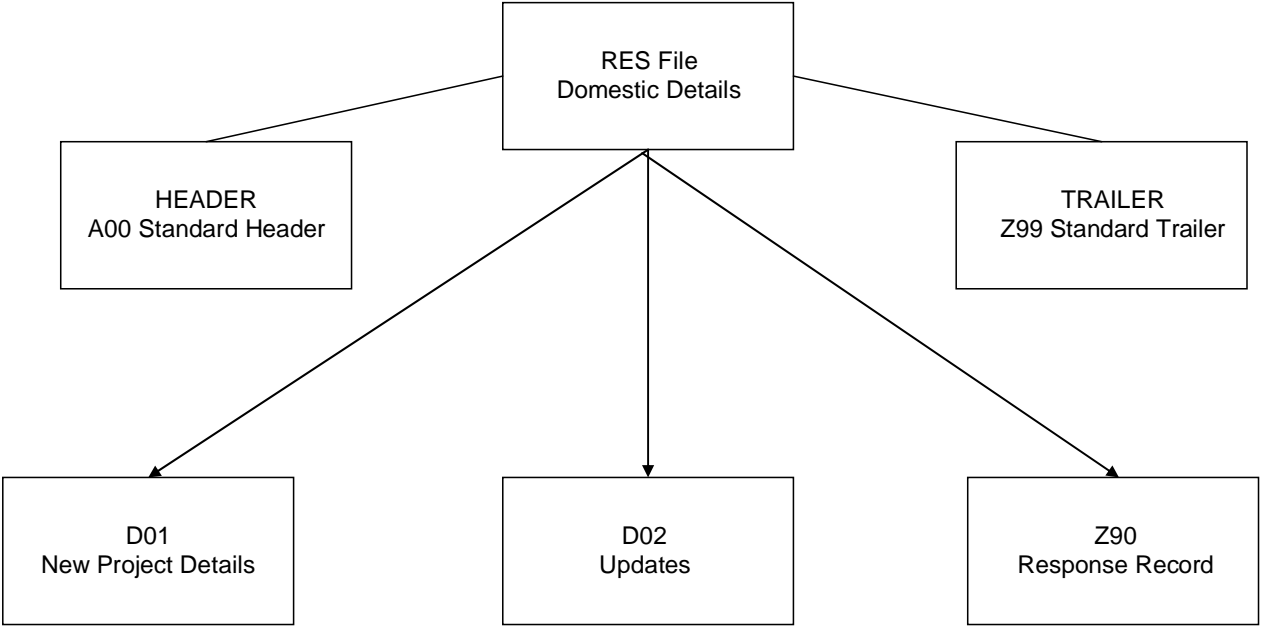 RES File
Domestic Details
HEADER
A00 Standard Header
TRAILER
Z99 Standard Trailer
D01
New Project Details
D02
Updates
Z90
Response Record